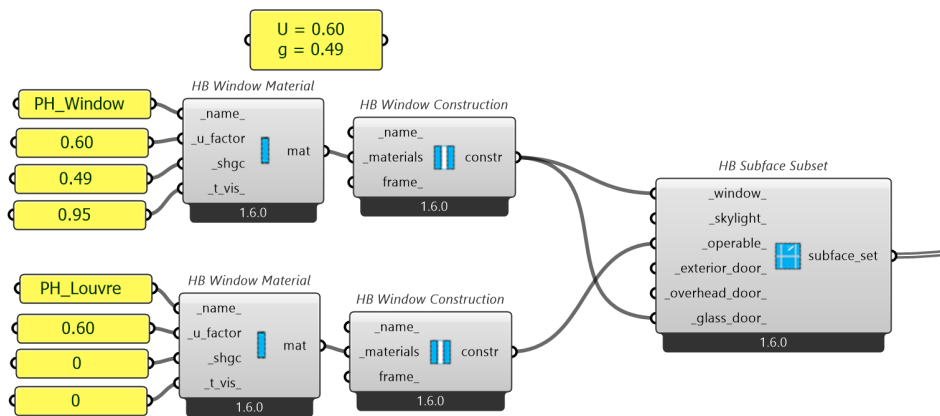 U = 0.60
g = 0.49
HB Window Material
PH_Window
_name_
0.60
_u_factor
0.49
_shgc
0.95
_t_vis_
mat
1.6.0
HB Window Construction
_name_
_materials
frame_
constr
1.6.0
HB Subface Subset
_window_
_skylight_
_operable_
_exterior_door_
_overhead_door_
_glass_door_
subface_set
1.6.0
HB Window Material
PH_Louvre
_name_
0.60
_u_factor
0
_shgc
0
_t_vis_
mat
1.6.0
HB Window Construction
_name_
_materials
frame_
constr
1.6.0